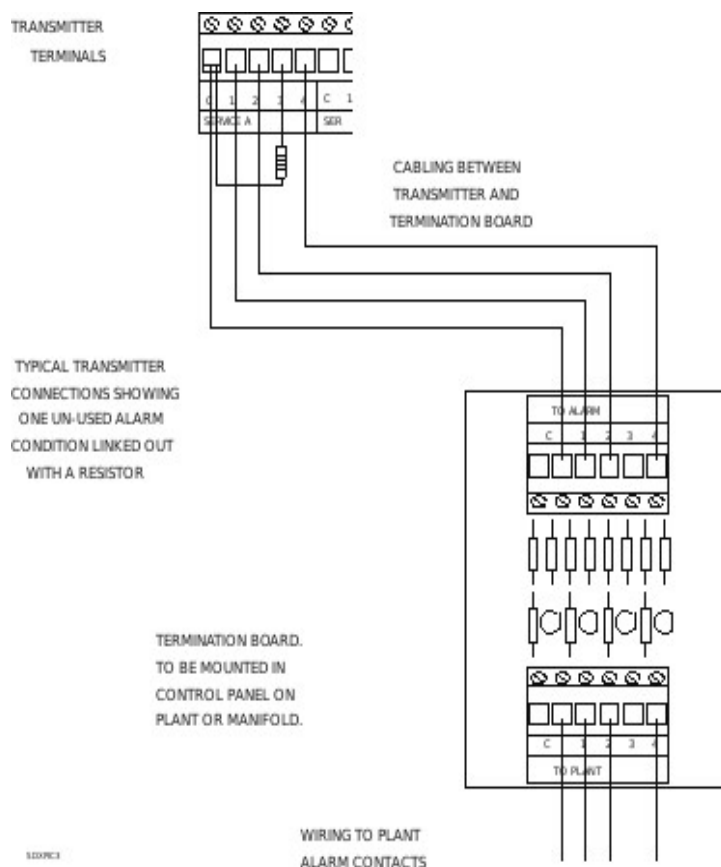 TRANSMITTER
TERMINALS
C 1 2 3 4 C 1
SERVICE A SER
CABLING BETWEEN
TRANSMITTER AND
TERMINATION BOARD
TYPICAL TRANSMITTER
CONNECTIONS SHOWING
ONE UN-USED ALARM
CONDITION LINKED OUT
WITH A RESISTOR
TO ALARM
C 1 2 3 4
TERMINATION BOARD.
TO BE MOUNTED IN
CONTROL PANEL ON
PLANT OR MANIFOLD.
C 1 2 3 4
TO PLANT
WIRING TO PLANT
ALARM CONTACTS